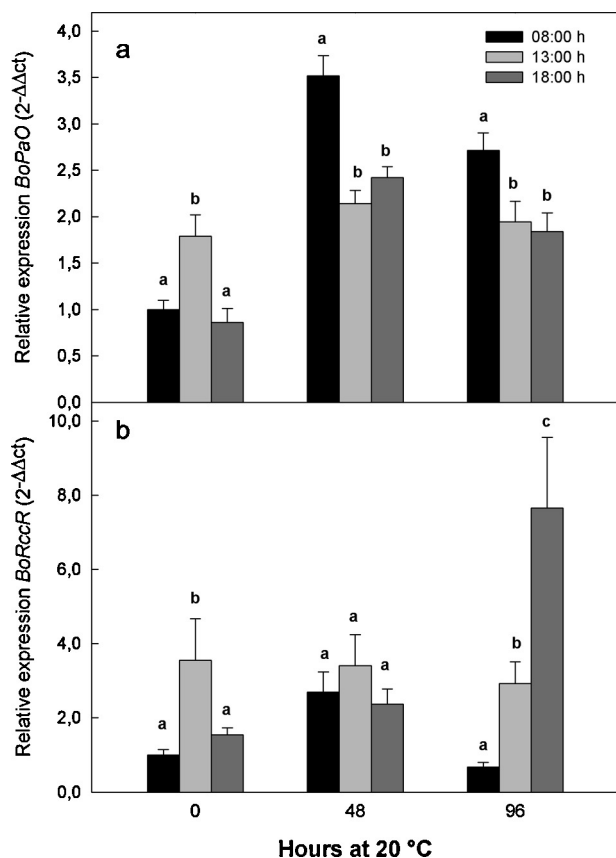 a
08:00 h
13:00 h
18:00 h
Relative expression BoPaO (2-ΔΔct)
4,0
3,5
3,0
2,5
2,0
1,5
1,0
0,5
0,0
a
b
a
a
b
b
a
b
b
b
Relative expression BoRccR (2-ΔΔct)
10,0
8,0
6,0
4,0
2,0
0,0
a
b
a
a
a
a
a
b
c
0
48
96
Hours at 20 °C